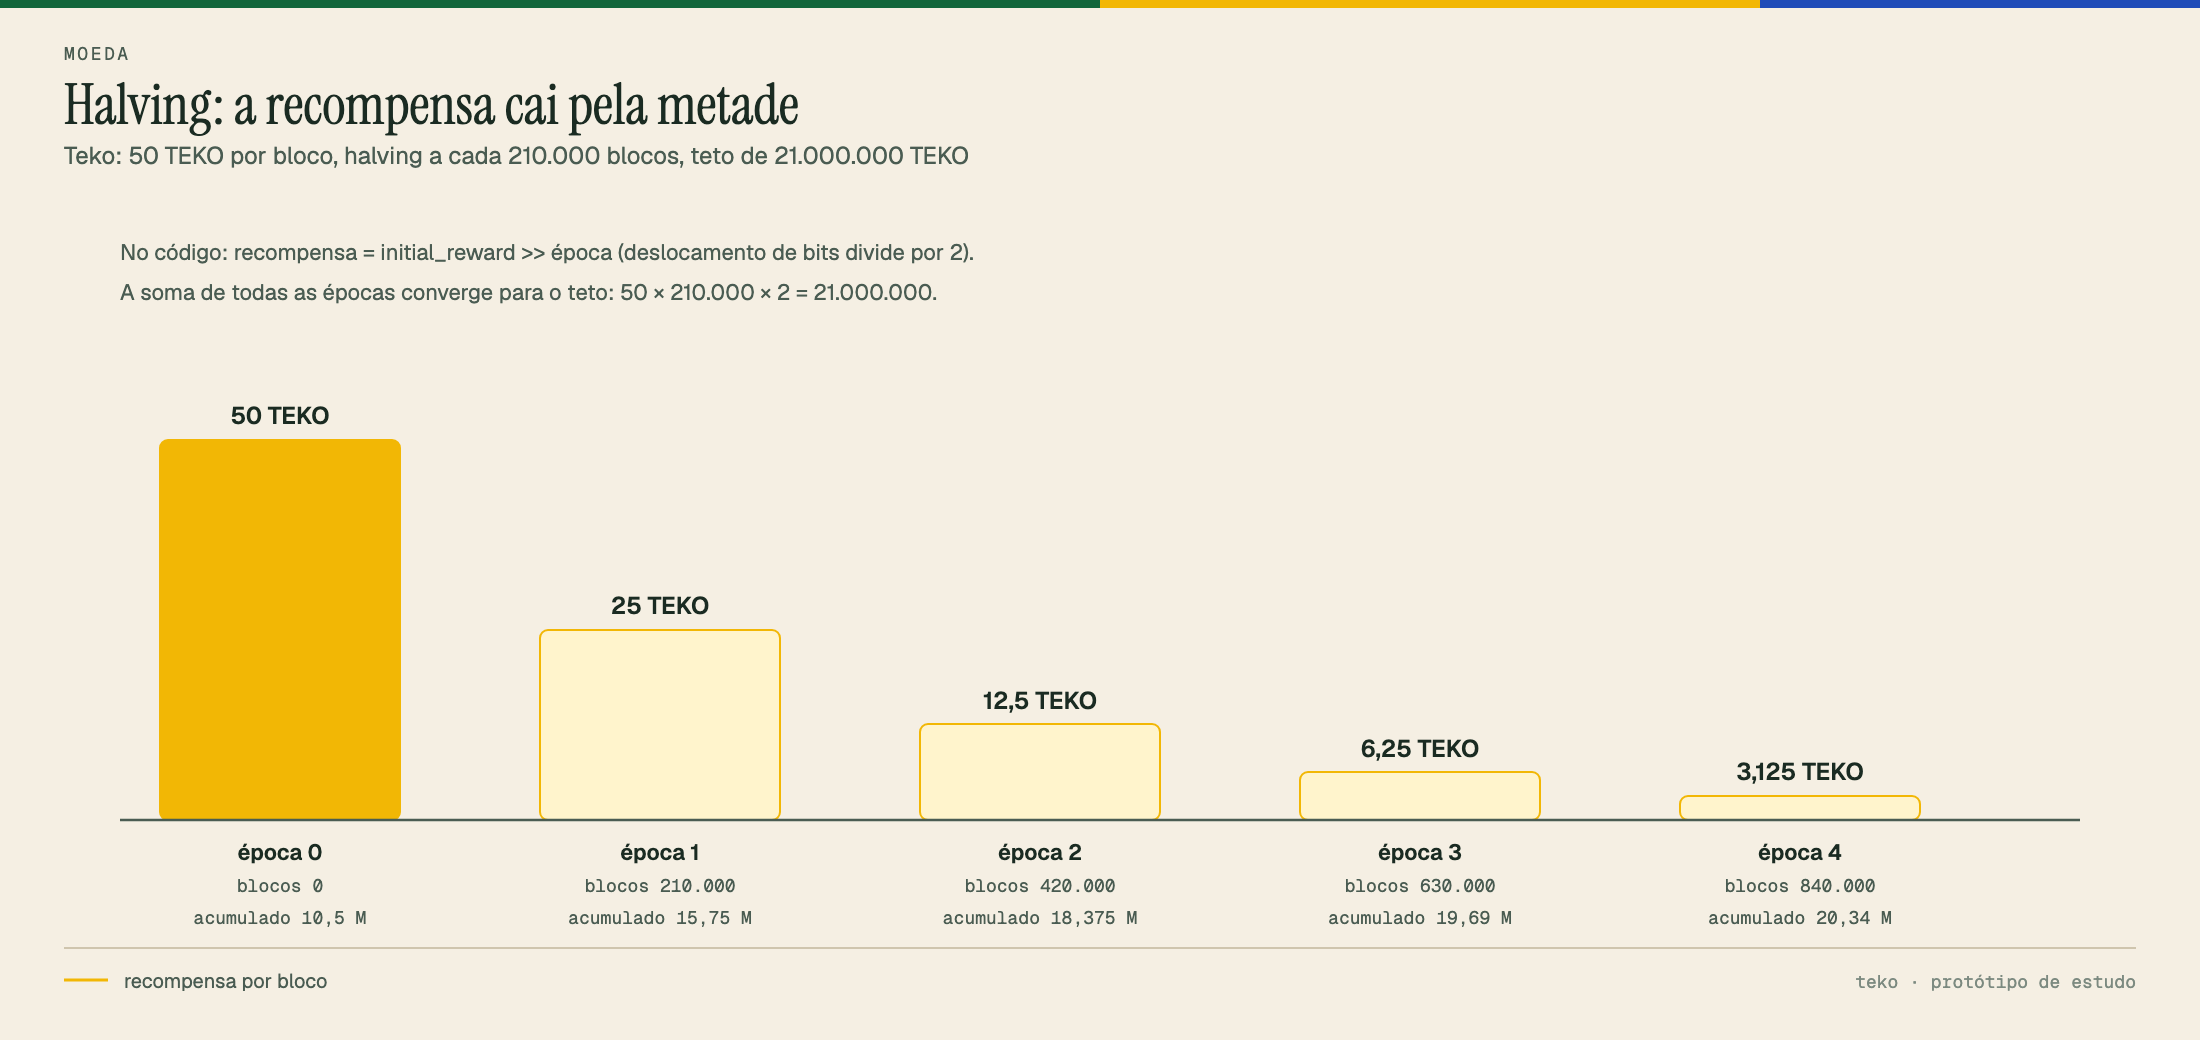 MOEDA
Halving: a recompensa cai pela metade
Teko: 50 TEKO por bloco, halving a cada 210.000 blocos, teto de 21.000.000 TEKO
No código: recompensa = initial_reward >> época (deslocamento de bits divide por 2).
A soma de todas as épocas converge para o teto: 50 × 210.000 × 2 = 21.000.000.
50 TEKO
25 TEKO
12,5 TEKO
6,25 TEKO
3,125 TEKO
época 0
blocos 0
acumulado 10,5 M
época 1
blocos 210.000
acumulado 15,75 M
época 2
blocos 420.000
acumulado 18,375 M
época 3
blocos 630.000
acumulado 19,69 M
época 4
blocos 840.000
acumulado 20,34 M
recompensa por bloco
teko · protótipo de estudo